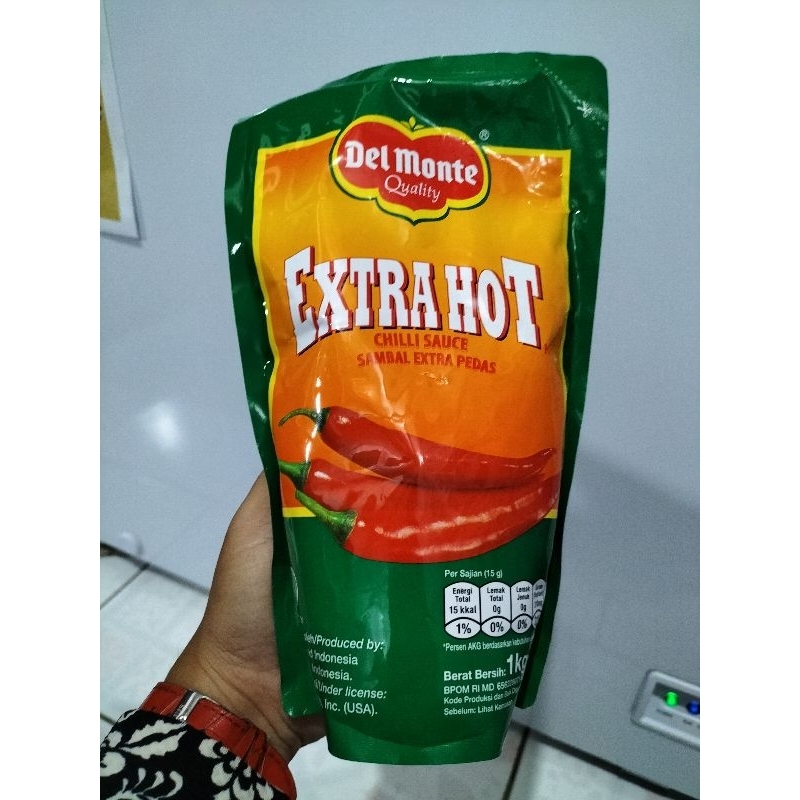 Del Monte
®
Quality
EXTRA HOT
CHILLI SAUCE
SAMBAL EXTRA PEDAS
Per Sajian (15 g)
Energi Total 15 kkal 1%
Lemak Total 0g 0%
Lemak Jenuh 0g 0%
*Persen AKG berdasarkan
/Produced by:
Indonesia
Indonesia.
/Under license:
Inc. (USA).
Berat Bersih: 1kg
BPOM RI MD
Kode Produksi dan
Sebelum: Lihat